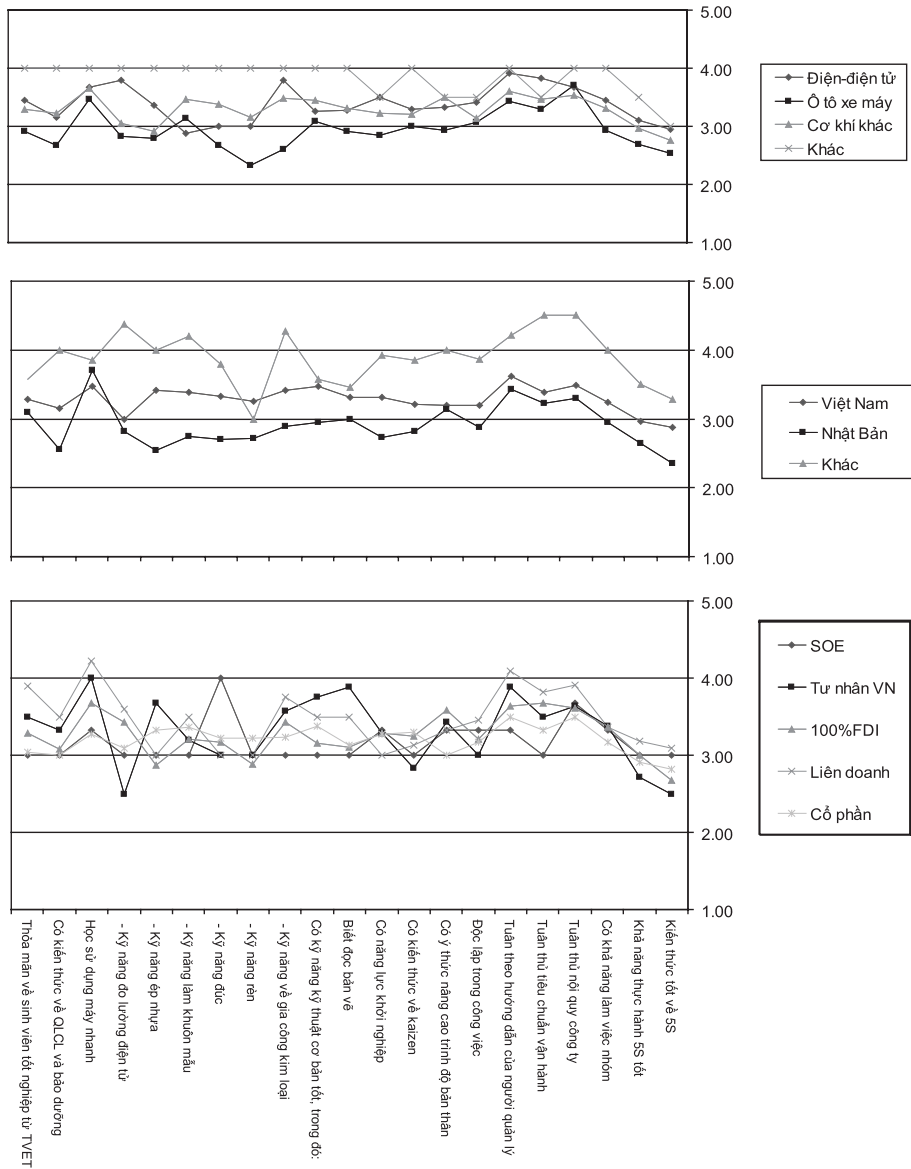 5.00
4.00
3.00
2.00
1.00
Điện-điện tử
Ô tô xe máy
Cơ khí khác
Khác
5.00
4.00
3.00
2.00
1.00
Việt Nam
Nhật Bản
Khác
5.00
4.00
3.00
2.00
1.00
SOE
Tư nhân VN
100%FDI
Liên doanh
Cổ phần
Thỏa mãn về sinh viên tốt nghiệp từ TVET
Có kiến thức về QLCL và bảo dưỡng
Học sử dụng máy nhanh
- Kỹ năng đo lường điện tử
- Kỹ năng ép nhựa
- Kỹ năng làm khuôn mẫu
- Kỹ năng đúc
- Kỹ năng rèn
- Kỹ năng về gia công kim loại
Có kỹ năng kỹ thuật cơ bản tốt, trong đó:
Biết đọc bản vẽ
Có năng lực khởi nghiệp
Có kiến thức về kaizen
Có ý thức nâng cao trình độ bản thân
Độc lập trong công việc
Tuân theo hướng dẫn của người quản lý
Tuân thủ tiêu chuẩn vận hành
Tuân thủ nội quy công ty
Có khả năng làm việc nhóm
Khả năng thực hành 5S tốt
Kiến thức tốt về 5S